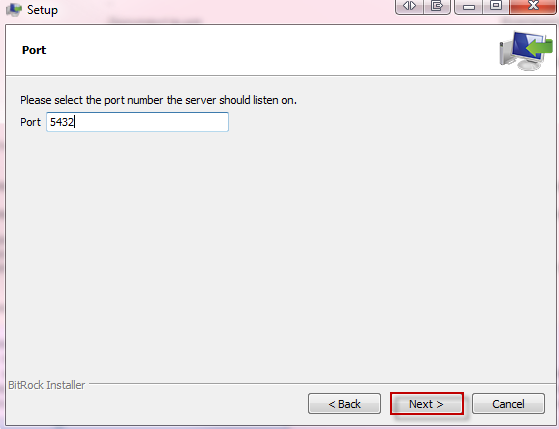 Setup
Port
Please select the port number the server should listen on.
Port 5432
BitRock Installer
< Back Next > Cancel